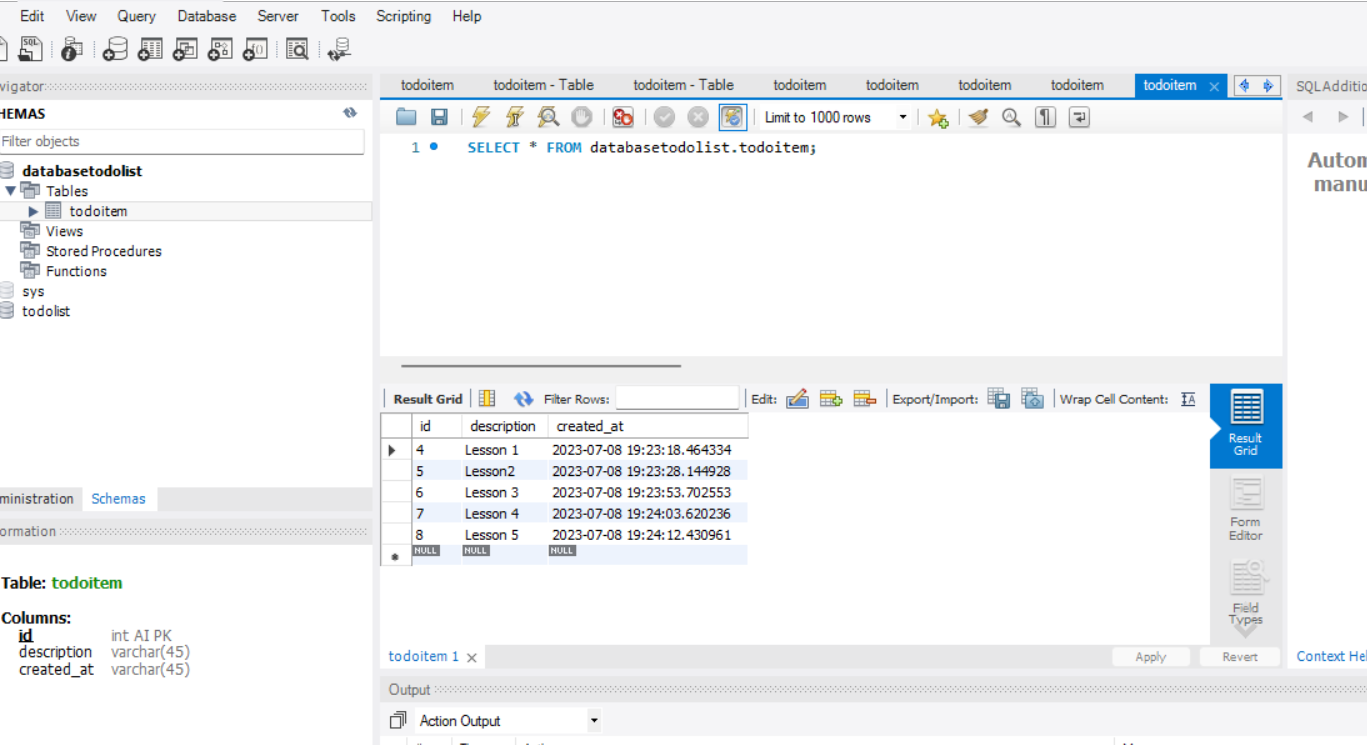 Edit View Query Database Server Tools Scripting Help
SQL
vigator
HEMAS
Filter objects
databasetodolist
Tables
todoitem
Views
Stored Procedures
Functions
sys
todolist
ministration Schemas
ormation
Table: todoitem
Columns:
id int AI PK
description varchar(45)
created_at varchar(45)
todoitem todoitem - Table todoitem - Table todoitem todoitem todoitem todoitem todoitem
Limit to 1000 rows
1 SELECT * FROM databasetodolist.todoitem;
Result Grid Filter Rows: Edit: Export/Import: Wrap Cell Content:
id description created_at
4 Lesson 1 2023-07-08 19:23:18.464334
5 Lesson2 2023-07-08 19:23:28.144928
6 Lesson 3 2023-07-08 19:23:53.702553
7 Lesson 4 2023-07-08 19:24:03.620236
8 Lesson 5 2023-07-08 19:24:12.430961
NULL NULL NULL
Result
Grid
Form
Editor
Field
Types
todoitem 1 Apply Revert
Output
Action Output
SQLAdditio
Autom
manu
Context Hel